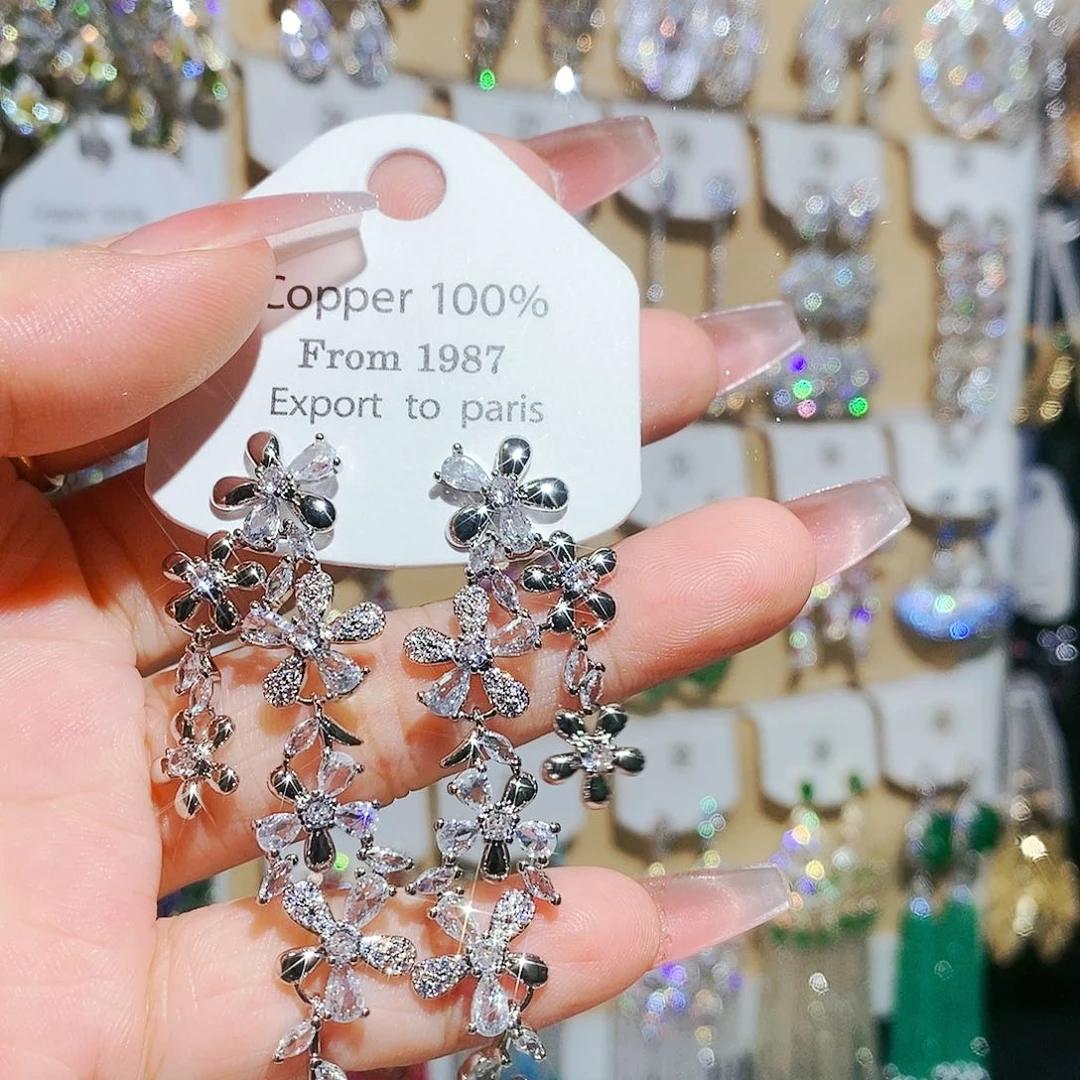 Copper 100%
From 1987
Export to paris